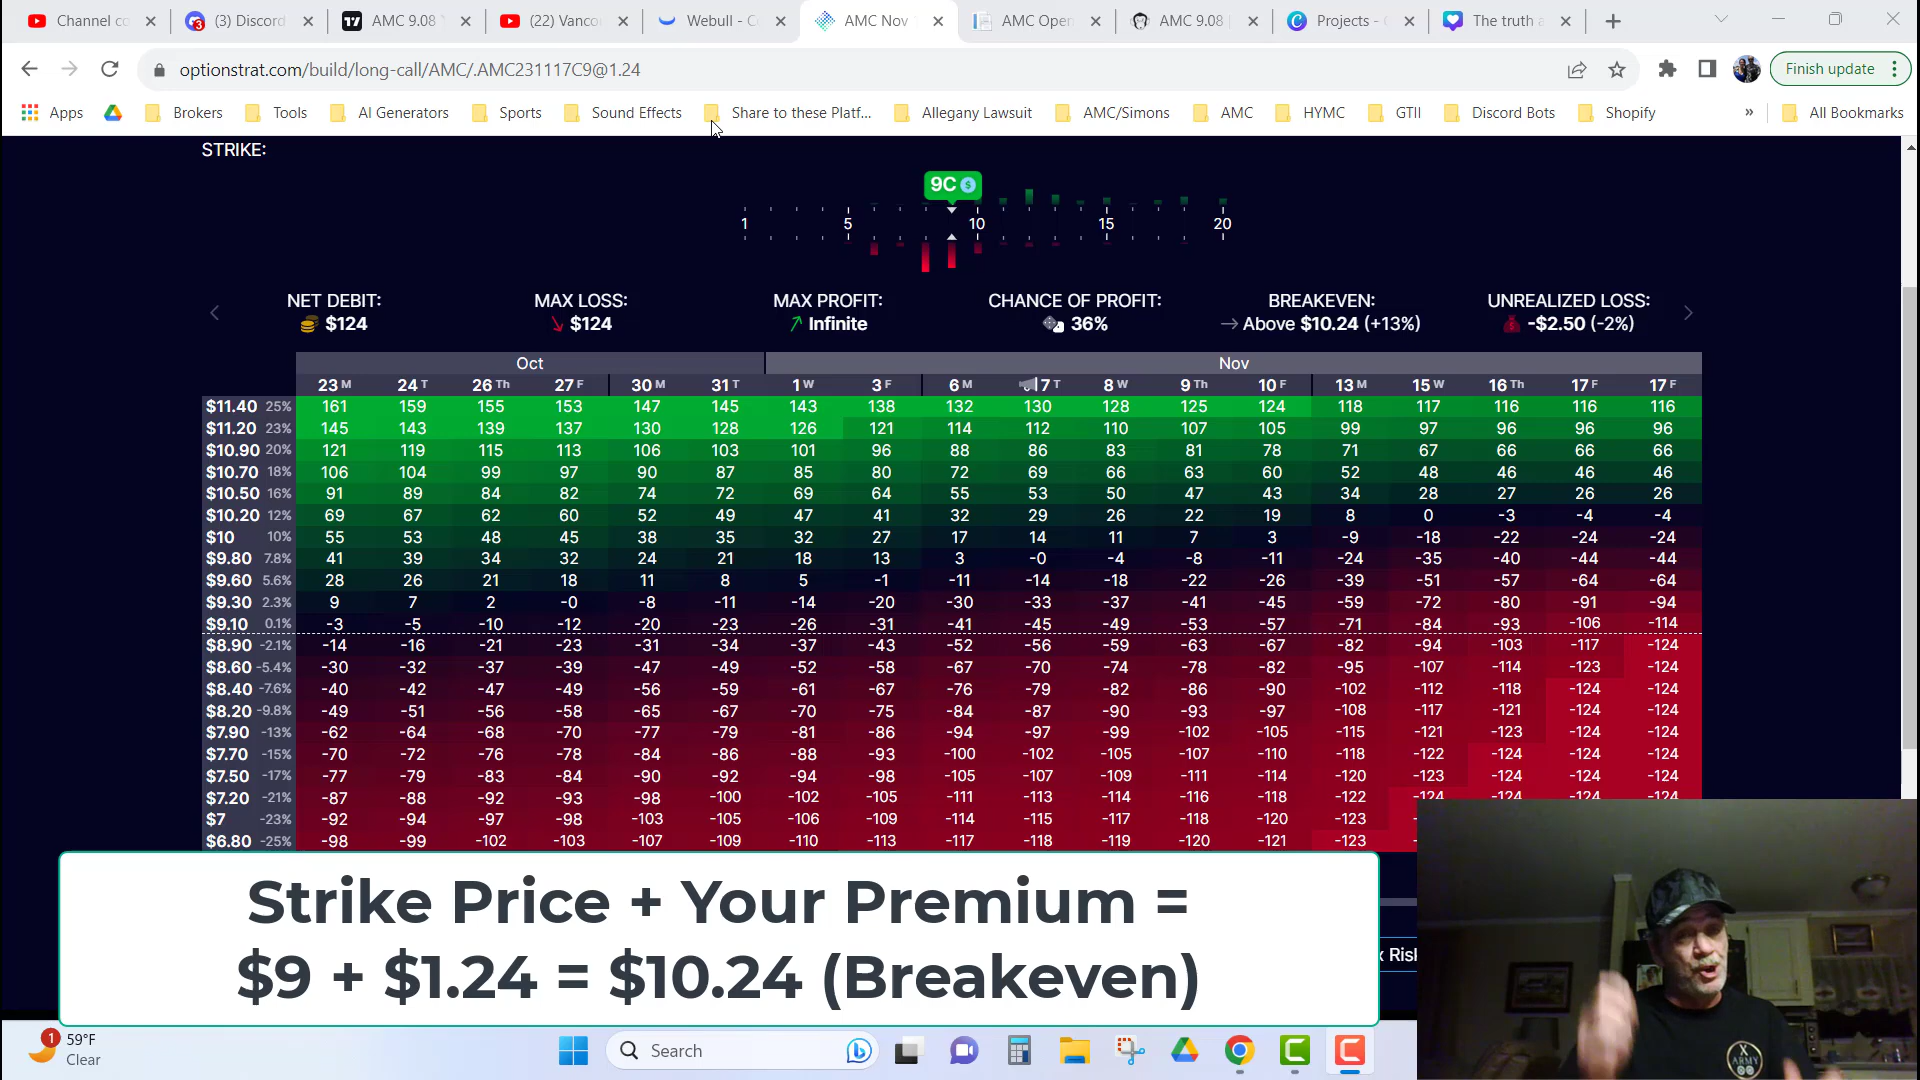 Channel co
3
(3) Discord
17
AMC 9.08
(22) Vanco
Webull - C
AMC Nov
AMC Open
AMC 9.08
Projects -
The truth a
optionstrat.com/build/long-call/AMC/.AMC231117C9@1.24
Finish update
Apps
Brokers
Tools
AI Generators
Sports
Sound Effects
Share to these Platf...
Allegany Lawsuit
AMC/Simons
AMC
HYMC
GTII
Discord Bots
Shopify
»
All Bookmarks
STRIKE:
9C $
1 5 10 15 20
NET DEBIT:
$124
MAX LOSS:
$124
MAX PROFIT:
Infinite
CHANCE OF PROFIT:
36%
BREAKEVEN:
Above $10.24 (+13%)
UNREALIZED LOSS:
-$2.50 (-2%)
Oct Nov
23 M 24 T 26 Th 27 F 30 M 31 T 1 W 3 F 6 M 7 T 8 W 9 Th 10 F 13 M 15 W 16 Th 17 F 17 F
$11.40 25% 161 159 155 153 147 145 143 138 132 130 128 125 124 118 117 116 116 116
$11.20 23% 145 143 139 137 130 128 126 121 114 112 110 107 105 99 97 96 96 96
$10.90 20% 121 119 115 113 106 103 101 96 88 86 83 81 78 71 67 66 66 66
$10.70 18% 106 104 99 97 90 87 85 80 72 69 66 63 60 52 48 46 46 46
$10.50 16% 91 89 84 82 74 72 69 64 55 53 50 47 43 34 28 27 26 26
$10.20 12% 69 67 62 60 52 49 47 41 32 29 26 22 19 8 0 -3 -4 -4
$10 10% 55 53 48 45 38 35 32 27 17 14 11 7 3 -9 -18 -22 -24 -24
$9.80 7.8% 41 39 34 32 24 21 18 13 3 -0 -4 -8 -11 -24 -35 -40 -44 -44
$9.60 5.6% 28 26 21 18 11 8 5 -1 -11 -14 -18 -22 -26 -39 -51 -57 -64 -64
$9.30 2.3% 9 7 2 -0 -8 -11 -14 -20 -30 -33 -37 -41 -45 -59 -72 -80 -91 -94
$9.10 0.1% -3 -5 -10 -12 -20 -23 -26 -31 -41 -45 -49 -53 -57 -71 -84 -93 -106 -114
$8.90 -2.1% -14 -16 -21 -23 -31 -34 -37 -43 -52 -56 -59 -63 -67 -82 -94 -103 -117 -124
$8.60 -5.4% -30 -32 -37 -39 -47 -49 -52 -58 -67 -70 -74 -78 -82 -95 -107 -114 -123 -124
$8.40 -7.6% -40 -42 -47 -49 -56 -59 -61 -67 -76 -79 -82 -86 -90 -102 -112 -118 -124 -124
$8.20 -9.8% -49 -51 -56 -58 -65 -67 -70 -75 -84 -87 -90 -93 -97 -108 -117 -121 -124 -124
$7.90 -13% -62 -64 -68 -70 -77 -79 -81 -86 -94 -97 -99 -102 -105 -115 -121 -123 -124 -124
$7.70 -15% -70 -72 -76 -78 -84 -86 -88 -93 -100 -102 -105 -107 -110 -118 -122 -124 -124 -124
$7.50 -17% -77 -79 -83 -84 -90 -92 -94 -98 -105 -107 -109 -111 -114 -120 -123 -124 -124 -124
$7.20 -21% -87 -88 -92 -93 -98 -100 -102 -105 -111 -113 -114 -116 -118 -122 -124 -124 -124 -124
$7 -23% -92 -94 -97 -98 -103 -105 -106 -109 -114 -115 -117 -118 -120 -123
$6.80 -25% -98 -99 -102 -103 -107 -109 -110 -113 -117 -118 -119 -120 -121 -123
Strike Price + Your Premium =
$9 + $1.24 = $10.24 (Breakeven)
x Risk
X
ARMY
1
59°F
Clear
Search